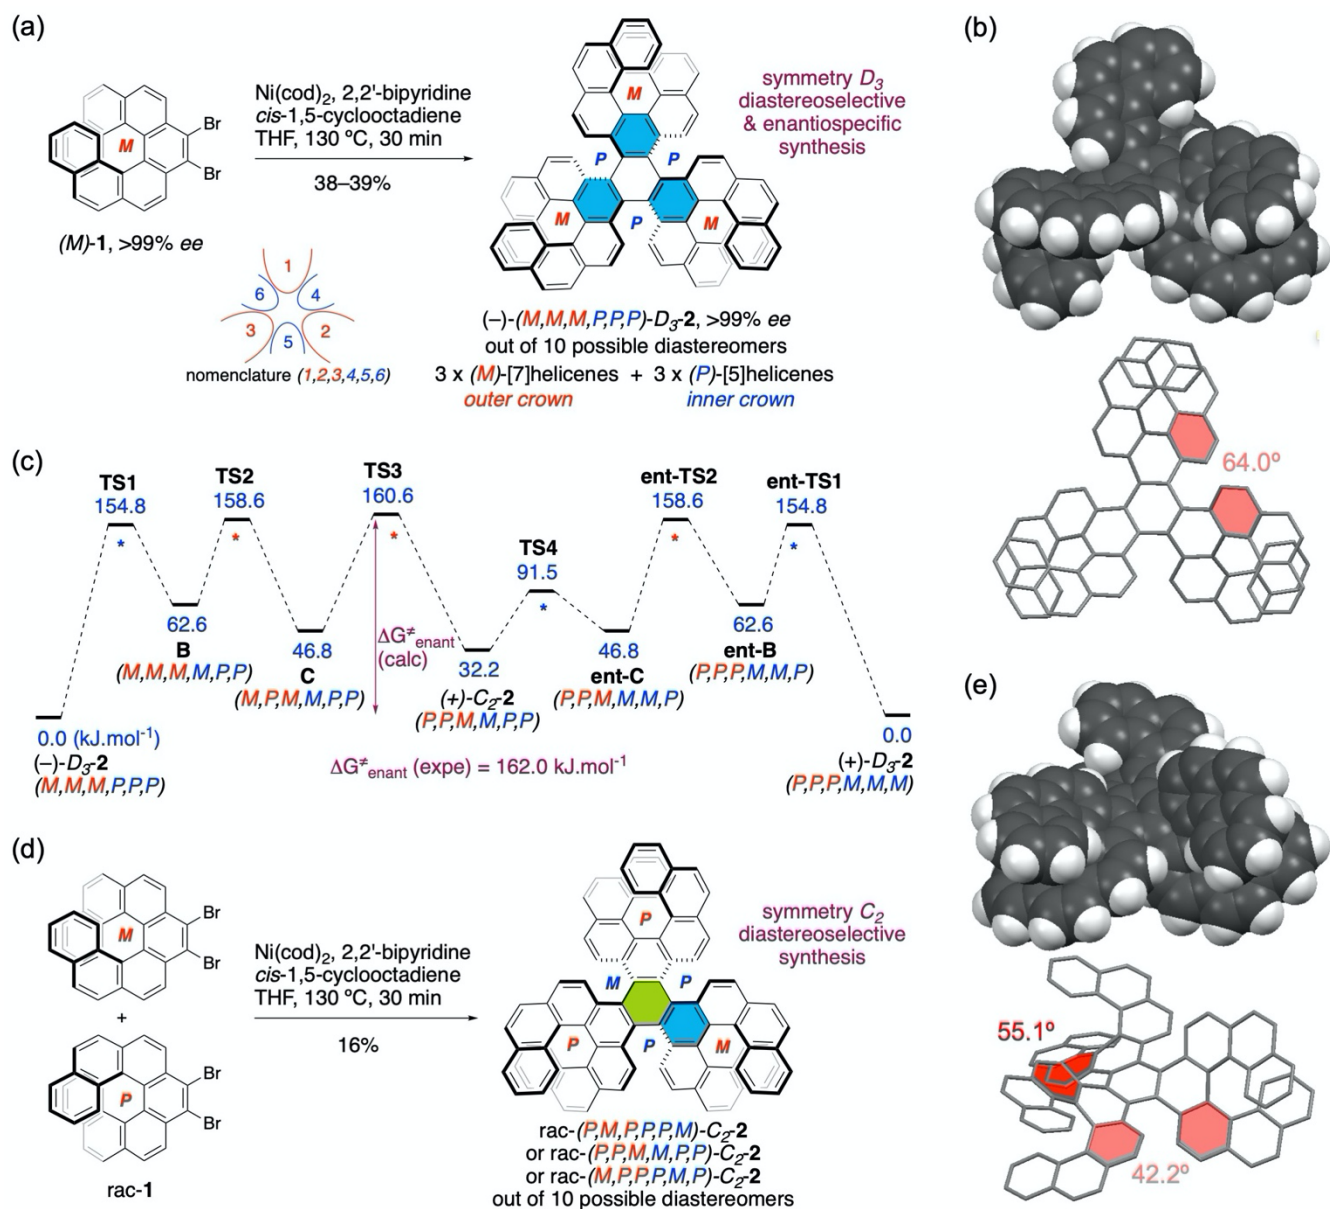 (a)
Br
Br
M
(M)-1, >99% ee
Ni(cod)2, 2,2'-bipyridine
cis-1,5-cyclooctadiene
THF, 130 ºC, 30 min
38–39%
1
6 4
3 2
5
nomenclature (1,2,3,4,5,6)
M
P P
M P M
symmetry D3
diastereoselective
& enantiospecific
synthesis
(–)-(M,M,M,P,P,P)-D3-2, >99% ee
out of 10 possible diastereomers
3 x (M)-[7]helicenes + 3 x (P)-[5]helicenes
outer crown inner crown
(b)
64.0º
(c)
TS1
154.8
*
TS2
158.6
*
TS3
160.6
*
TS4
91.5
*
ent-TS2
158.6
*
ent-TS1
154.8
*
62.6
B
(M,M,M,M,P,P)
46.8
C
(M,P,M,M,P,P)
ΔG≠enant
(calc)
32.2
(+)-C2-2
(P,P,M,M,P,P)
46.8
ent-C
(P,P,M,M,M,P)
62.6
ent-B
(P,P,P,M,M,P)
0.0 (kJ.mol-1)
(–)-D3-2
(M,M,M,P,P,P)
ΔG≠enant (expe) = 162.0 kJ.mol-1
0.0
(+)-D3-2
(P,P,P,M,M,M)
(d)
M
Br
Br
+
P
Br
Br
rac-1
Ni(cod)2, 2,2'-bipyridine
cis-1,5-cyclooctadiene
THF, 130 ºC, 30 min
16%
P
M P
P P M
symmetry C2
diastereoselective
synthesis
rac-(P,M,P,P,P,M)-C2-2
or rac-(P,P,M,M,P,P)-C2-2
or rac-(M,P,P,P,M,P)-C2-2
out of 10 possible diastereomers
(e)
55.1º
42.2º